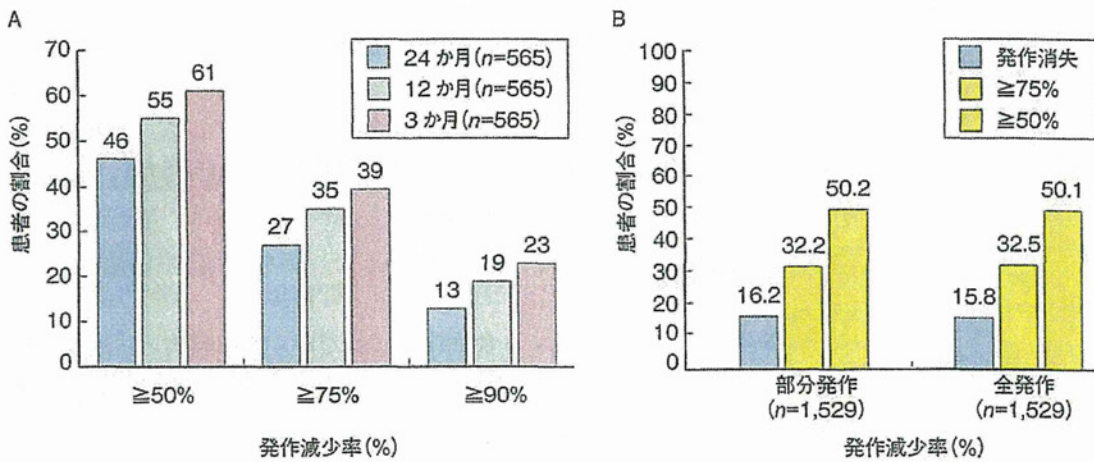 A
患者の割合(%)
70
60
50
40
30
20
10
0
24 か月(n=565)
12 か月(n=565)
3 か月(n=565)
46
55
61
27
35
39
13
19
23
≧50%
≧75%
≧90%
発作減少率(%)
B
患者の割合(%)
100
90
80
70
60
50
40
30
20
10
0
発作消失
≧75%
≧50%
16.2
32.2
50.2
15.8
32.5
50.1
部分発作
(n=1,529)
全発作
(n=1,529)
発作減少率(%)